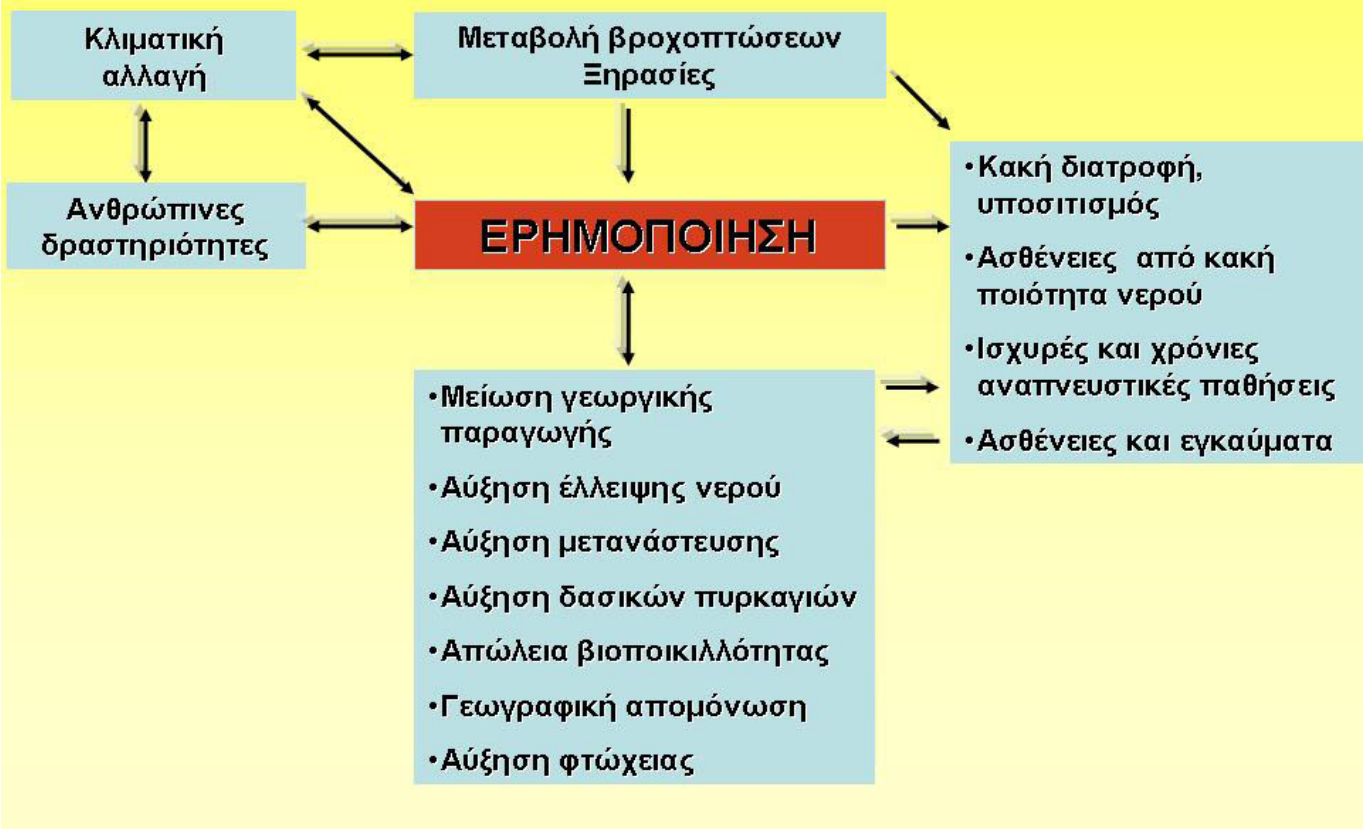 Κλιματική
αλλαγή
Μεταβολή βροχοπτώσεων
Ξηρασίες
Ανθρώπινες
δραστηριότητες
ΕΡΗΜΟΠΟΙΗΣΗ
•Κακή διατροφή,
υποσιτισμός
•Ασθένειες από κακή
ποιότητα νερού
•Ισχυρές και χρόνιες
αναπνευστικές παθήσεις
•Ασθένειες και εγκαύματα
•Μείωση γεωργικής
παραγωγής
•Αύξηση έλλειψης νερού
•Αύξηση μετανάστευσης
•Αύξηση δασικών πυρκαγιών
•Απώλεια βιοποικιλλότητας
•Γεωγραφική απομόνωση
•Αύξηση φτώχειας